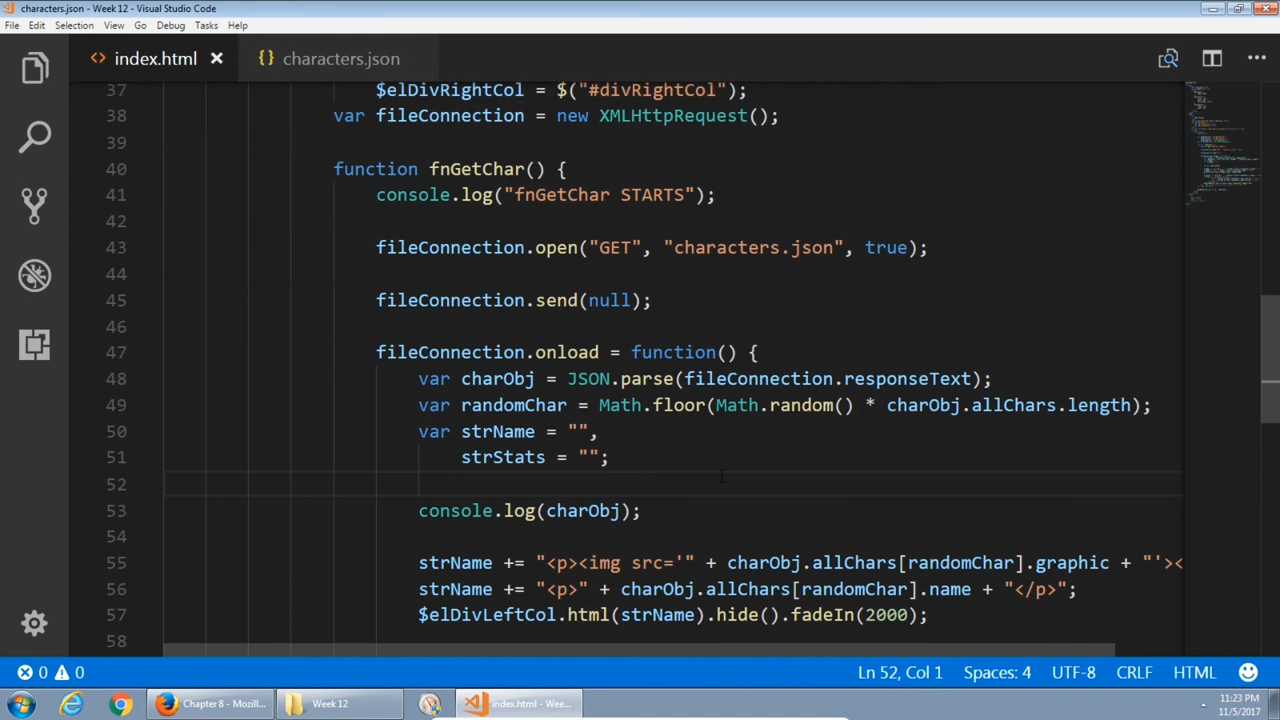 characters.json - Week 12 - Visual Studio Code
File Edit Selection View Go Debug Tasks Help
<> index.html × {} characters.json
37 $elDivRightCol = $("#divRightCol");
38 var fileConnection = new XMLHttpRequest();
39
40 function fnGetChar() {
41 console.log("fnGetChar STARTS");
42
43 fileConnection.open("GET", "characters.json", true);
44
45 fileConnection.send(null);
46
47 fileConnection.onload = function() {
48 var charObj = JSON.parse(fileConnection.responseText);
49 var randomChar = Math.floor(Math.random() * charObj.allChars.length);
50 var strName = "",
51 strStats = "";
52
53 console.log(charObj);
54
55 strName += "<p><img src='" + charObj.allChars[randomChar].graphic + "'><
56 strName += "<p>" + charObj.allChars[randomChar].name + "</p>";
57 $elDivLeftCol.html(strName).hide().fadeIn(2000);
58
0 0 Ln 52, Col 1 Spaces: 4 UTF-8 CRLF HTML
Chapter 8 - Mozil... Week 12 index.html - Wee... 11:23 PM
11/5/2017